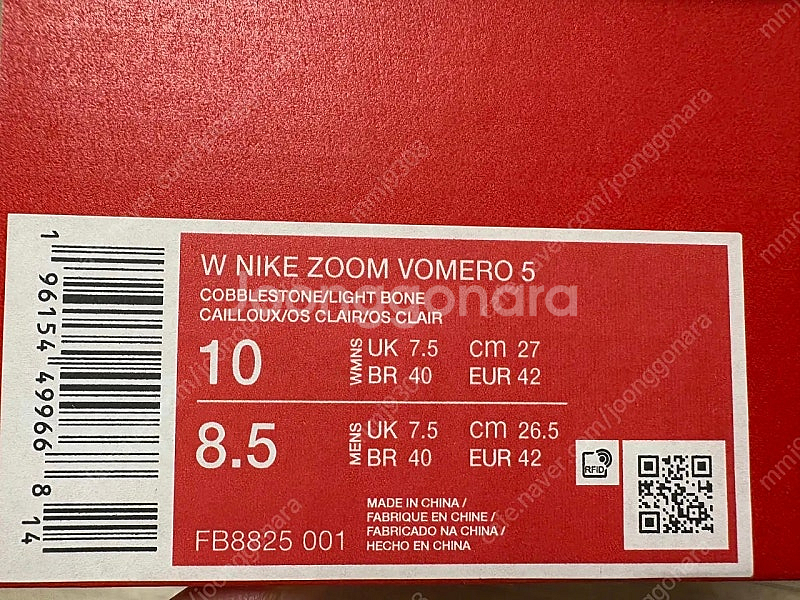 W NIKE ZOOM VOMERO 5
COBBLESTONE/LIGHT BONE
CAILLOUX/OS CLAIR/OS CLAIR
10 WMNS UK 7.5 cm 27
BR 40 EUR 42
8.5 MENS UK 7.5 cm 26.5
BR 40 EUR 42
RFID
MADE IN CHINA /
FABRIQUE EN CHINE /
FABRICADO NA CHINA /
HECHO EN CHINA
FB8825 001
1 96154 49966 8 14
joonggonara